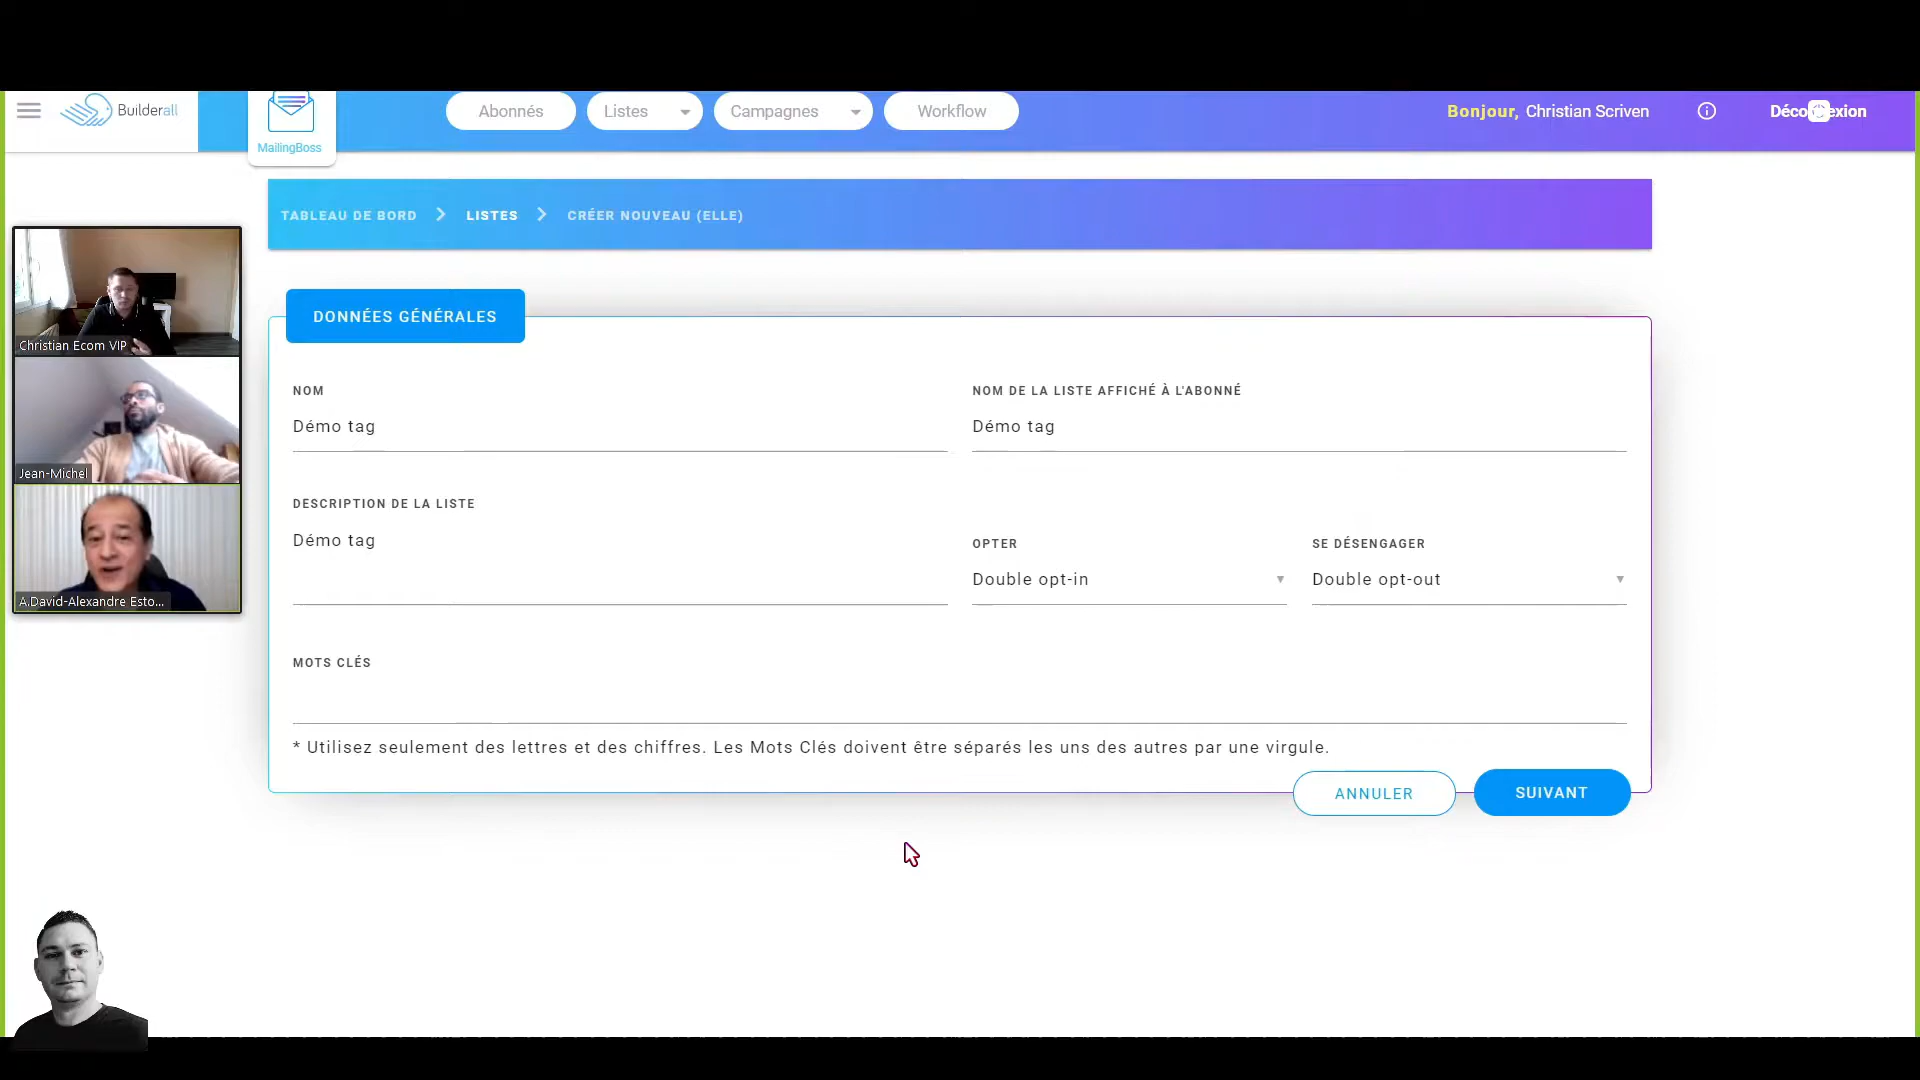 Builderall
MailingBoss
Abonnés
Listes
Campagnes
Workflow
Bonjour, Christian Scriven
TABLEAU DE BORD
LISTES
CRÉER NOUVEAU (ELLE)
Christian Ecom VIP
Jean-Michel
A.David-Alexandre Esto...
DONNÉES GÉNÉRALES
NOM
Démo tag
NOM DE LA LISTE AFFICHÉ À L'ABONNÉ
Démo tag
DESCRIPTION DE LA LISTE
Démo tag
OPTER
Double opt-in
SE DÉSENGAGER
Double opt-out
MOTS CLÉS
* Utilisez seulement des lettres et des chiffres. Les Mots Clés doivent être séparés les uns des autres par une virgule.
ANNULER
SUIVANT